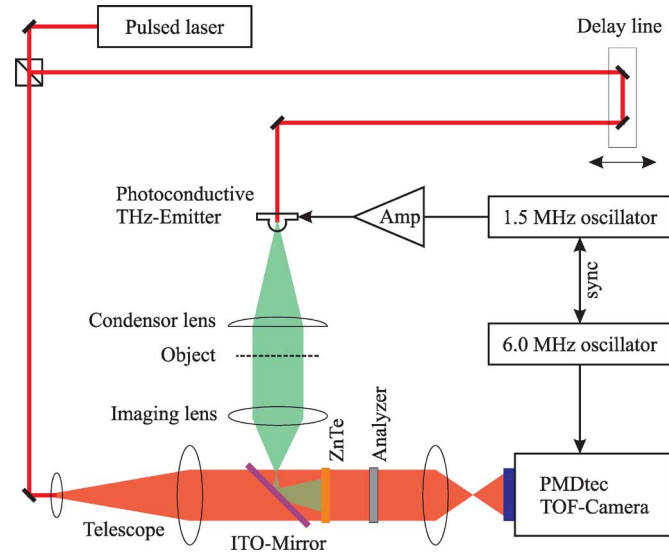 Pulsed laser
Delay line
Photoconductive
THz-Emitter
Amp
1.5 MHz oscillator
sync
Condensor lens
Object
6.0 MHz oscillator
Imaging lens
ZnTe
Analyzer
PMDtec
TOF-Camera
Telescope
ITO-Mirror